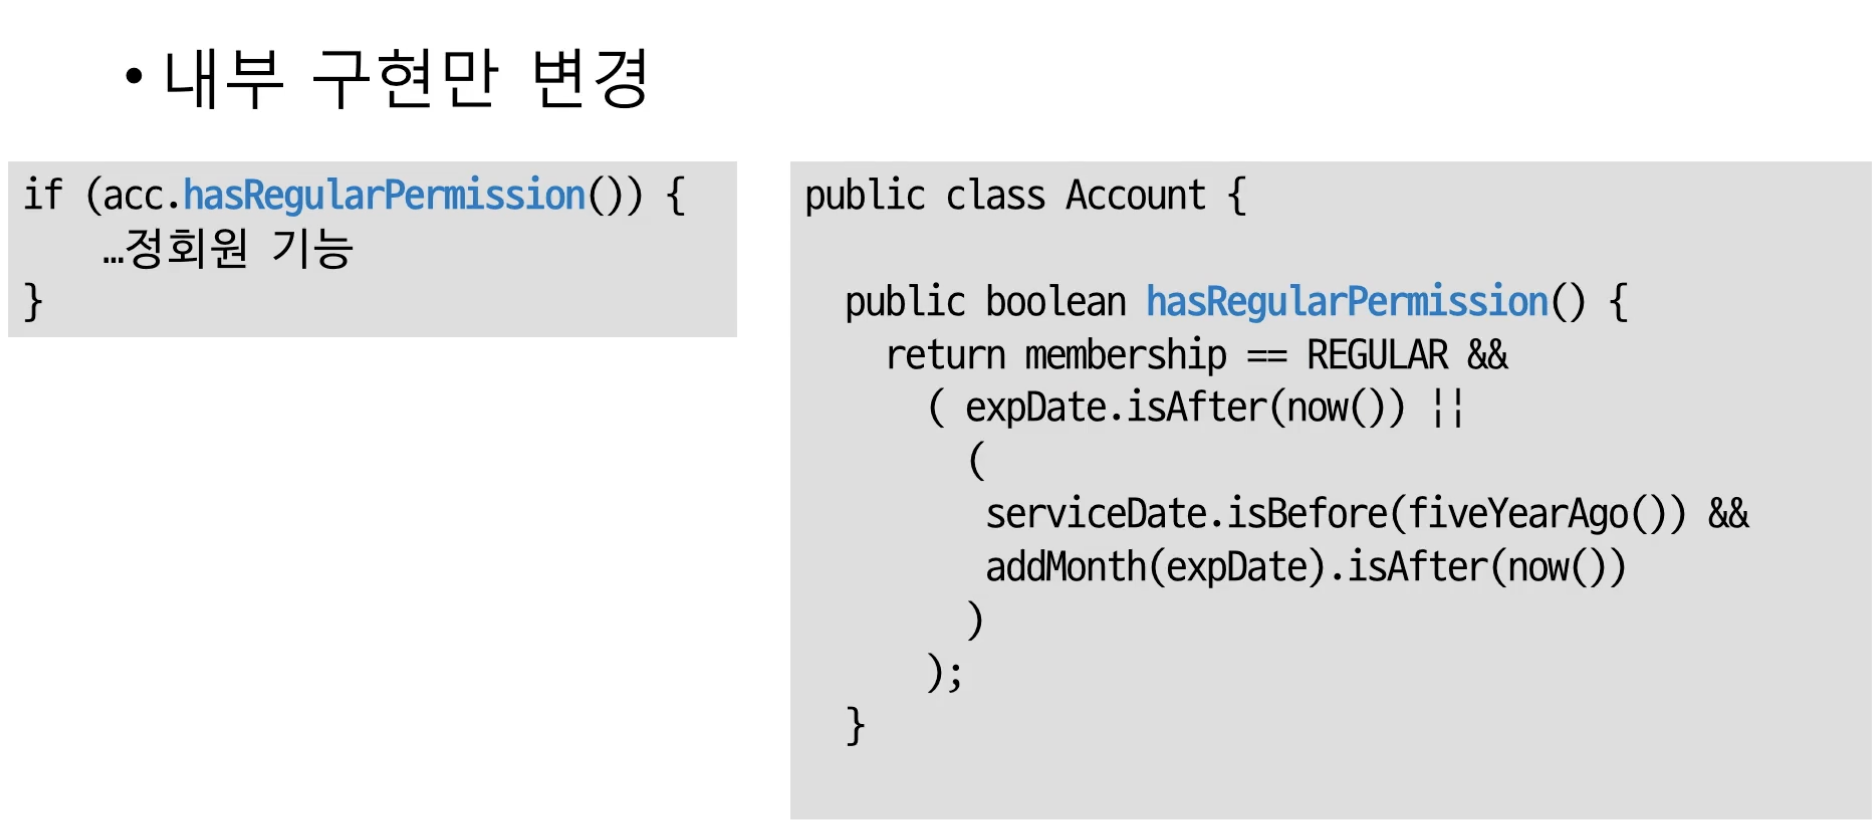 • 내부 구현만 변경
if (acc.hasRegularPermission()) {
…정회원 기능
}
public class Account {
public boolean hasRegularPermission() {
return membership == REGULAR &&
( expDate.isAfter(now()) ||
(
serviceDate.isBefore(fiveYearAgo()) &&
addMonth(expDate).isAfter(now())
)
);
}